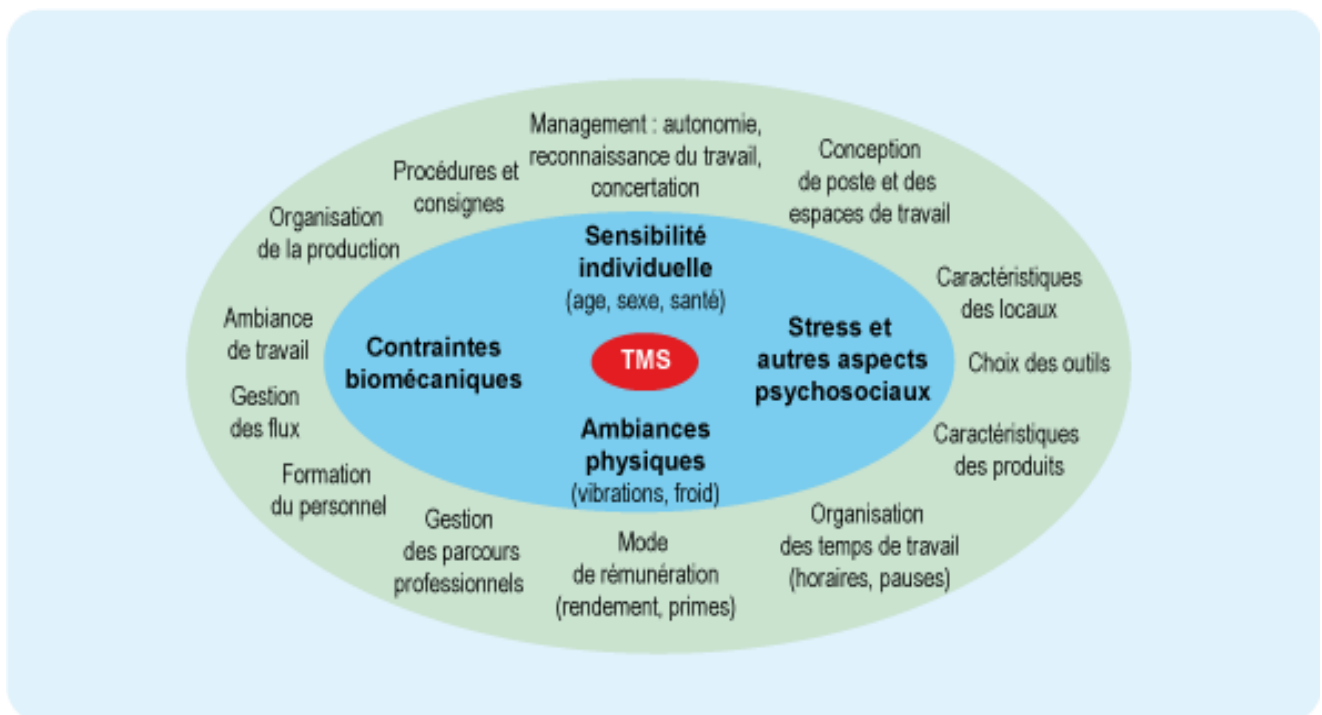 Management : autonomie,
reconnaissance du travail,
concertation
Procédures et
consignes
Conception
de poste et des
espaces de travail
Organisation
de la production
Sensibilité
individuelle
(age, sexe, santé)
Caractéristiques
des locaux
Ambiance
de travail
Contraintes
biomécaniques
TMS
Stress et
autres aspects
psychosociaux
Choix des outils
Gestion
des flux
Ambiances
physiques
(vibrations, froid)
Caractéristiques
des produits
Formation
du personnel
Gestion
des parcours
professionnels
Mode
de rémunération
(rendement, primes)
Organisation
des temps de travail
(horaires, pauses)